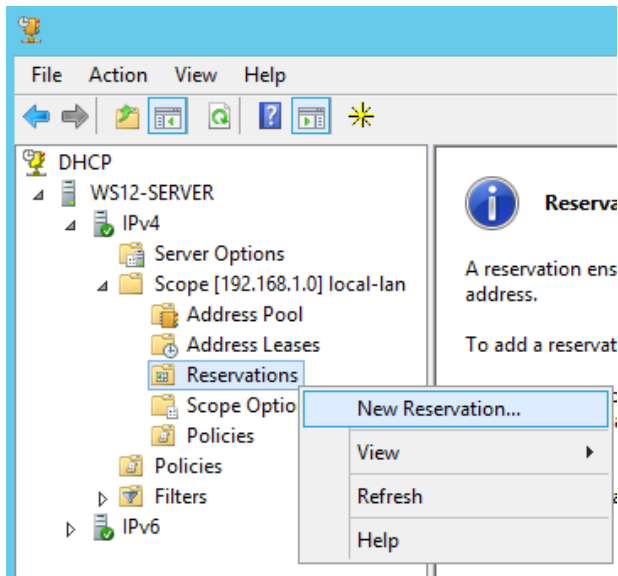 File Action View Help
DHCP
WS12-SERVER
IPv4
Server Options
Scope [192.168.1.0] local-lan
Address Pool
Address Leases
Reservations
Scope Optio
Policies
Policies
Filters
IPv6
Reserva
A reservation ens
address.
To add a reservat
New Reservation...
View
Refresh
Help